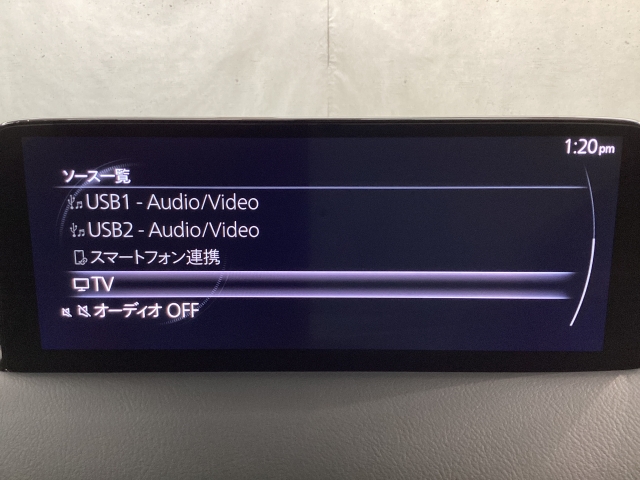 1:20pm
ソース一覧
USB1 - Audio/Video
USB2 - Audio/Video
スマートフォン連携
TV
オーディオ OFF